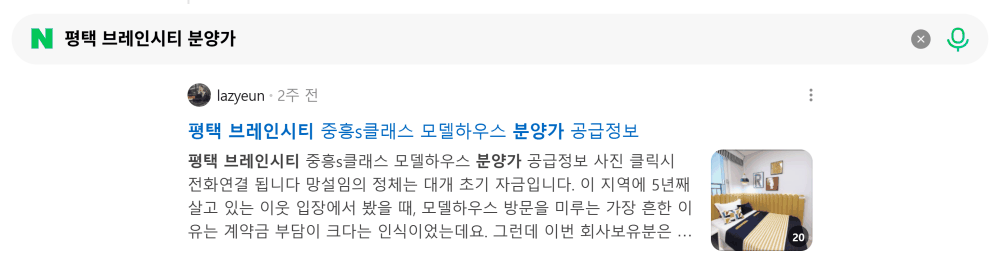 N 평택 브레인시티 분양가
lazyeun · 2주 전
평택 브레인시티 중흥s클래스 모델하우스 분양가 공급정보
평택 브레인시티 중흥s클래스 모델하우스 분양가 공급정보 사진 클릭시
전화연결 됩니다 망설임의 정체는 대개 초기 자금입니다. 이 지역에 5년째
살고 있는 이웃 입장에서 봤을 때, 모델하우스 방문을 미루는 가장 흔한 이
유는 계약금 부담이 크다는 인식이었는데요. 그런데 이번 회사보유분은 ...
20